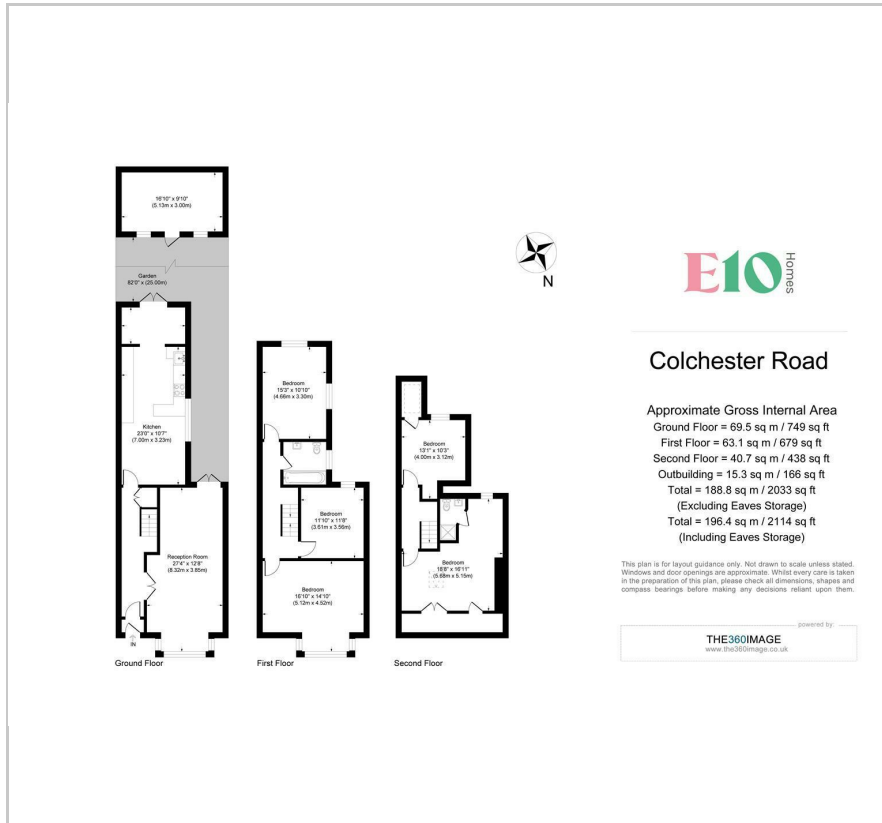 16'10" x 9'10"
(5.13m x 3.00m)
Garden
82'0" x (25.00m)
Kitchen
23'0" x 10'7"
(7.00m x 3.23m)
Reception Room
27'4" x 12'8"
(8.32m x 3.85m)
IN
Ground Floor
Bedroom
15'3" x 10'10"
(4.66m x 3.30m)
Bedroom
11'10" x 11'8"
(3.61m x 3.56m)
Bedroom
16'10" x 14'10"
(5.12m x 4.52m)
First Floor
Bedroom
13'1" x 10'3"
(4.00m x 3.12m)
Bedroom
18'8" x 16'11"
(5.68m x 5.15m)
Second Floor
N
E10
Homes
Colchester Road
Approximate Gross Internal Area
Ground Floor = 69.5 sq m / 749 sq ft
First Floor = 63.1 sq m / 679 sq ft
Second Floor = 40.7 sq m / 438 sq ft
Outbuilding = 15.3 sq m / 166 sq ft
Total = 188.8 sq m / 2033 sq ft
(Excluding Eaves Storage)
Total = 196.4 sq m / 2114 sq ft
(Including Eaves Storage)
This plan is for layout guidance only. Not drawn to scale unless stated.
Windows and door openings are approximate. Whilst every care is taken
in the preparation of this plan, please check all dimensions, shapes and
compass bearings before making any decisions reliant upon them.
powered by:
THE360IMAGE
www.the360image.co.uk